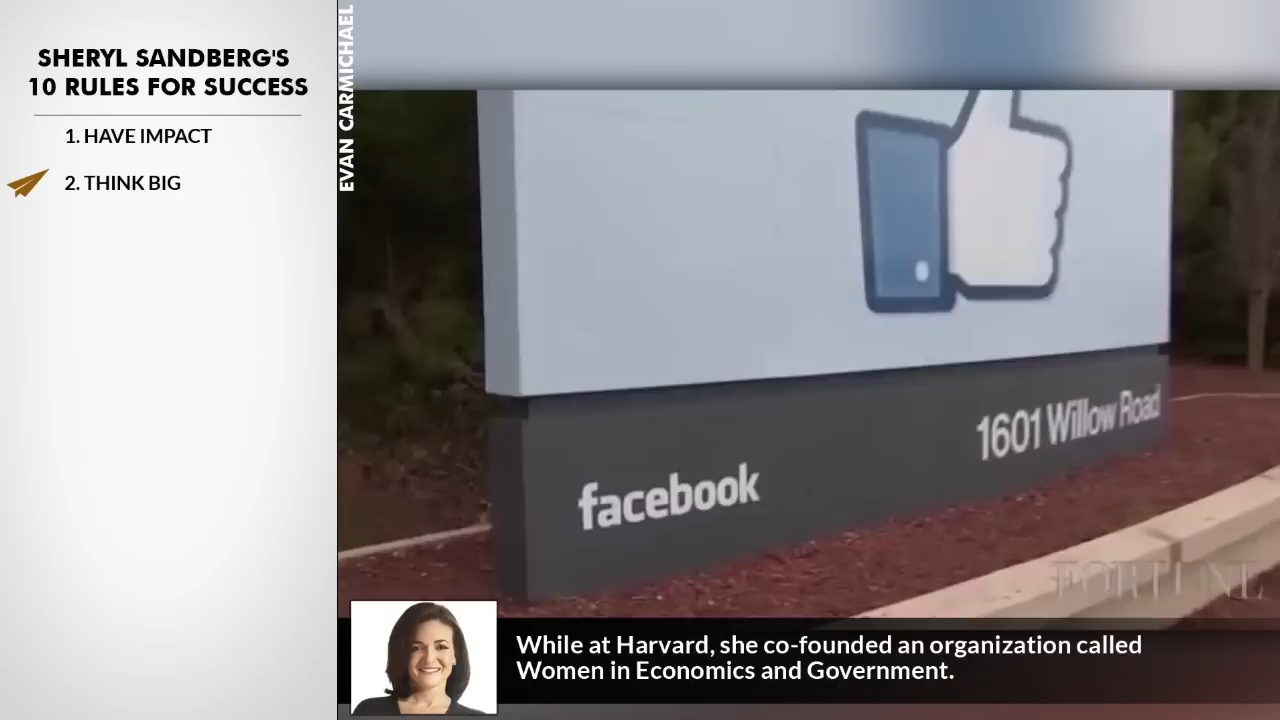 SHERYL SANDBERG'S
10 RULES FOR SUCCESS
1. HAVE IMPACT
2. THINK BIG
EVAN CARMICHAEL
facebook
1601 Willow Road
FORTUNE
While at Harvard, she co-founded an organization called
Women in Economics and Government.